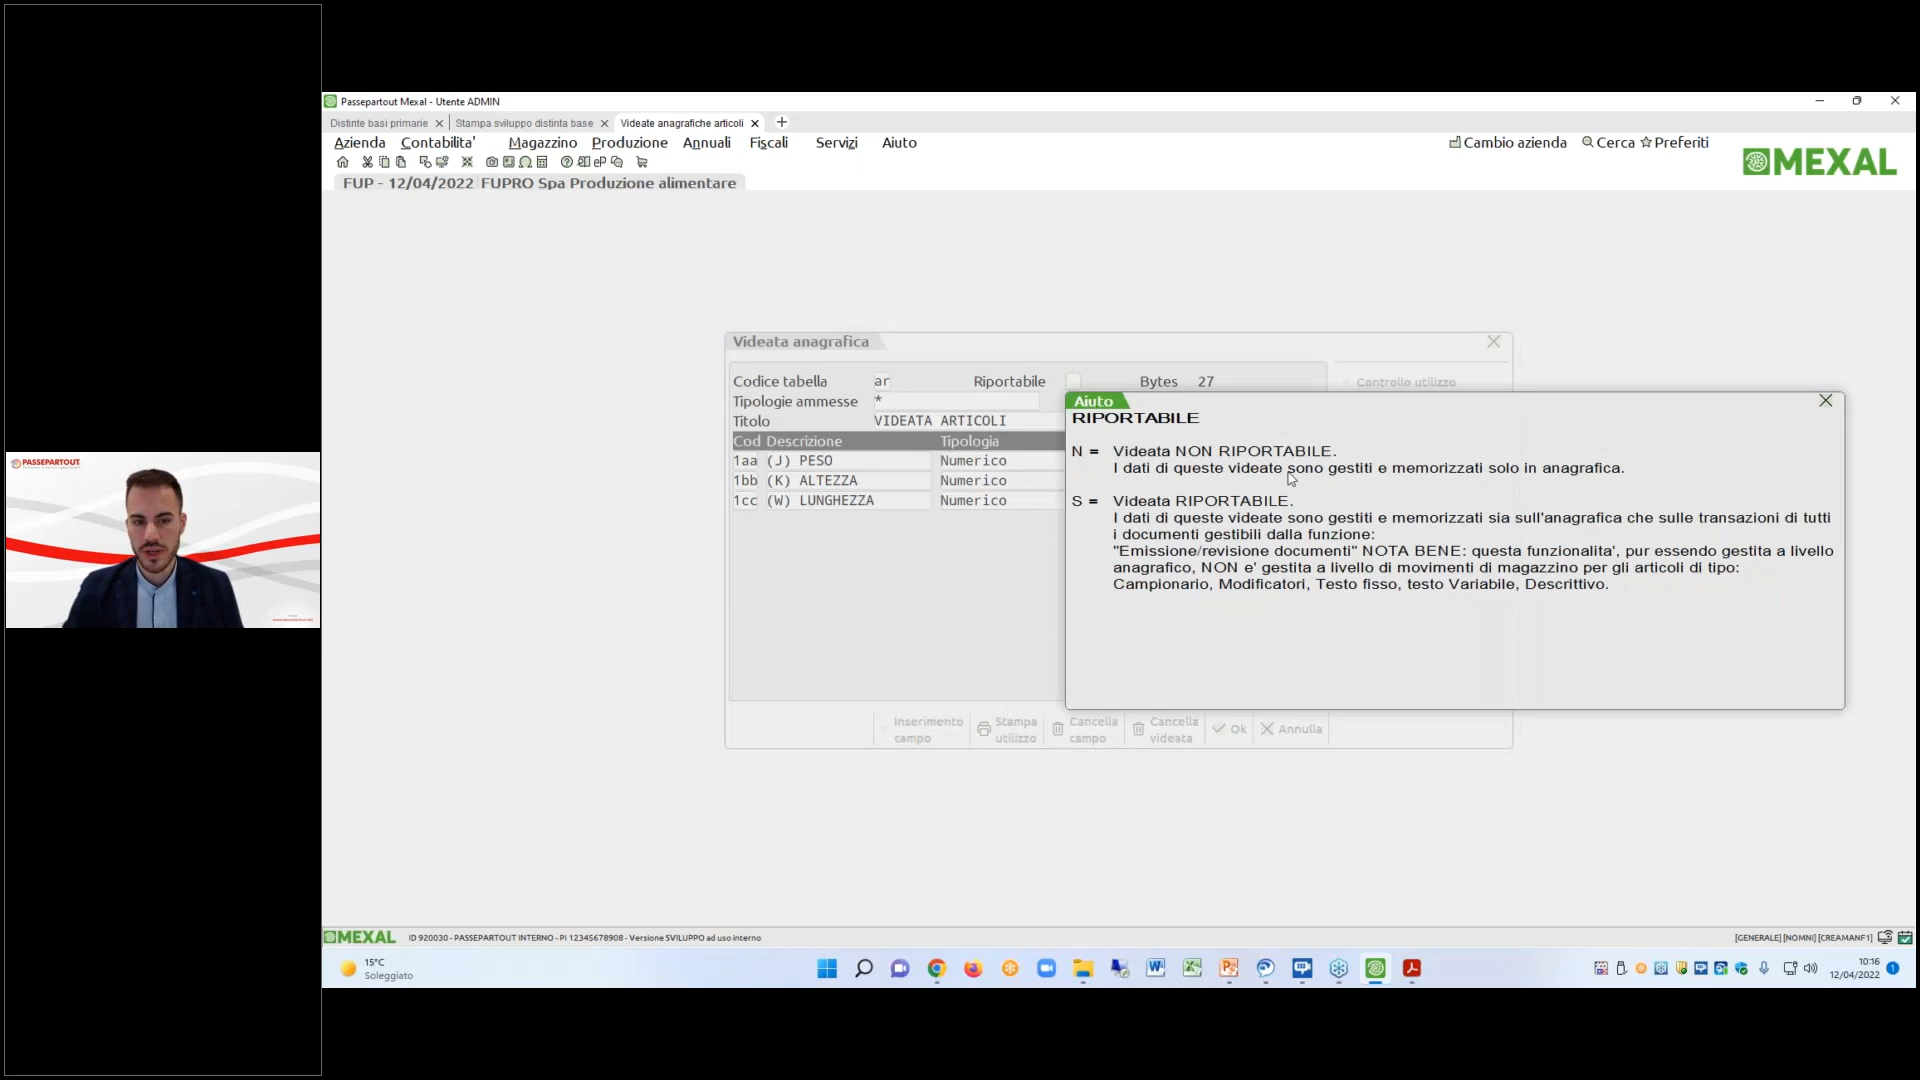 PASSEPARTOUT
Passepartout Mexal - Utente ADMIN
Distinte basi primarie
Stampa sviluppo distinta base
Videate anagrafiche articoli
Azienda Contabilita' Magazzino Produzione Annuali Fiscali Servizi Aiuto
Cambio azienda Cerca Preferiti
MEXAL
FUP - 12/04/2022 FUPRO Spa Produzione alimentare
Videata anagrafica
Codice tabella ar Riportabile Bytes 27
Controllo utilizzo
Tipologie ammesse *
Titolo VIDEATA ARTICOLI
Cod Descrizione Tipologia
1aa (J) PESO Numerico
1bb (K) ALTEZZA Numerico
1cc (W) LUNGHEZZA Numerico
Aiuto
RIPORTABILE
N = Videata NON RIPORTABILE.
I dati di queste videate sono gestiti e memorizzati solo in anagrafica.
S = Videata RIPORTABILE.
I dati di queste videate sono gestiti e memorizzati sia sull'anagrafica che sulle transazioni di tutti
i documenti gestibili dalla funzione:
"Emissione/revisione documenti" NOTA BENE: questa funzionalita', pur essendo gestita a livello
anagrafico, NON e' gestita a livello di movimenti di magazzino per gli articoli di tipo:
Campionario, Modificatori, Testo fisso, testo Variabile, Descrittivo.
Inserimento campo
Stampa utilizzo
Cancella campo
Cancella videata
Ok
Annulla
MEXAL
ID 920030 - PASSEPARTOUT INTERNO - PI 12345678908 - Versione SVILUPPO ad uso interno
[GENERALE] [NOMNI] [CREAMANF1]
15°C
Soleggiato
10:16
12/04/2022
1